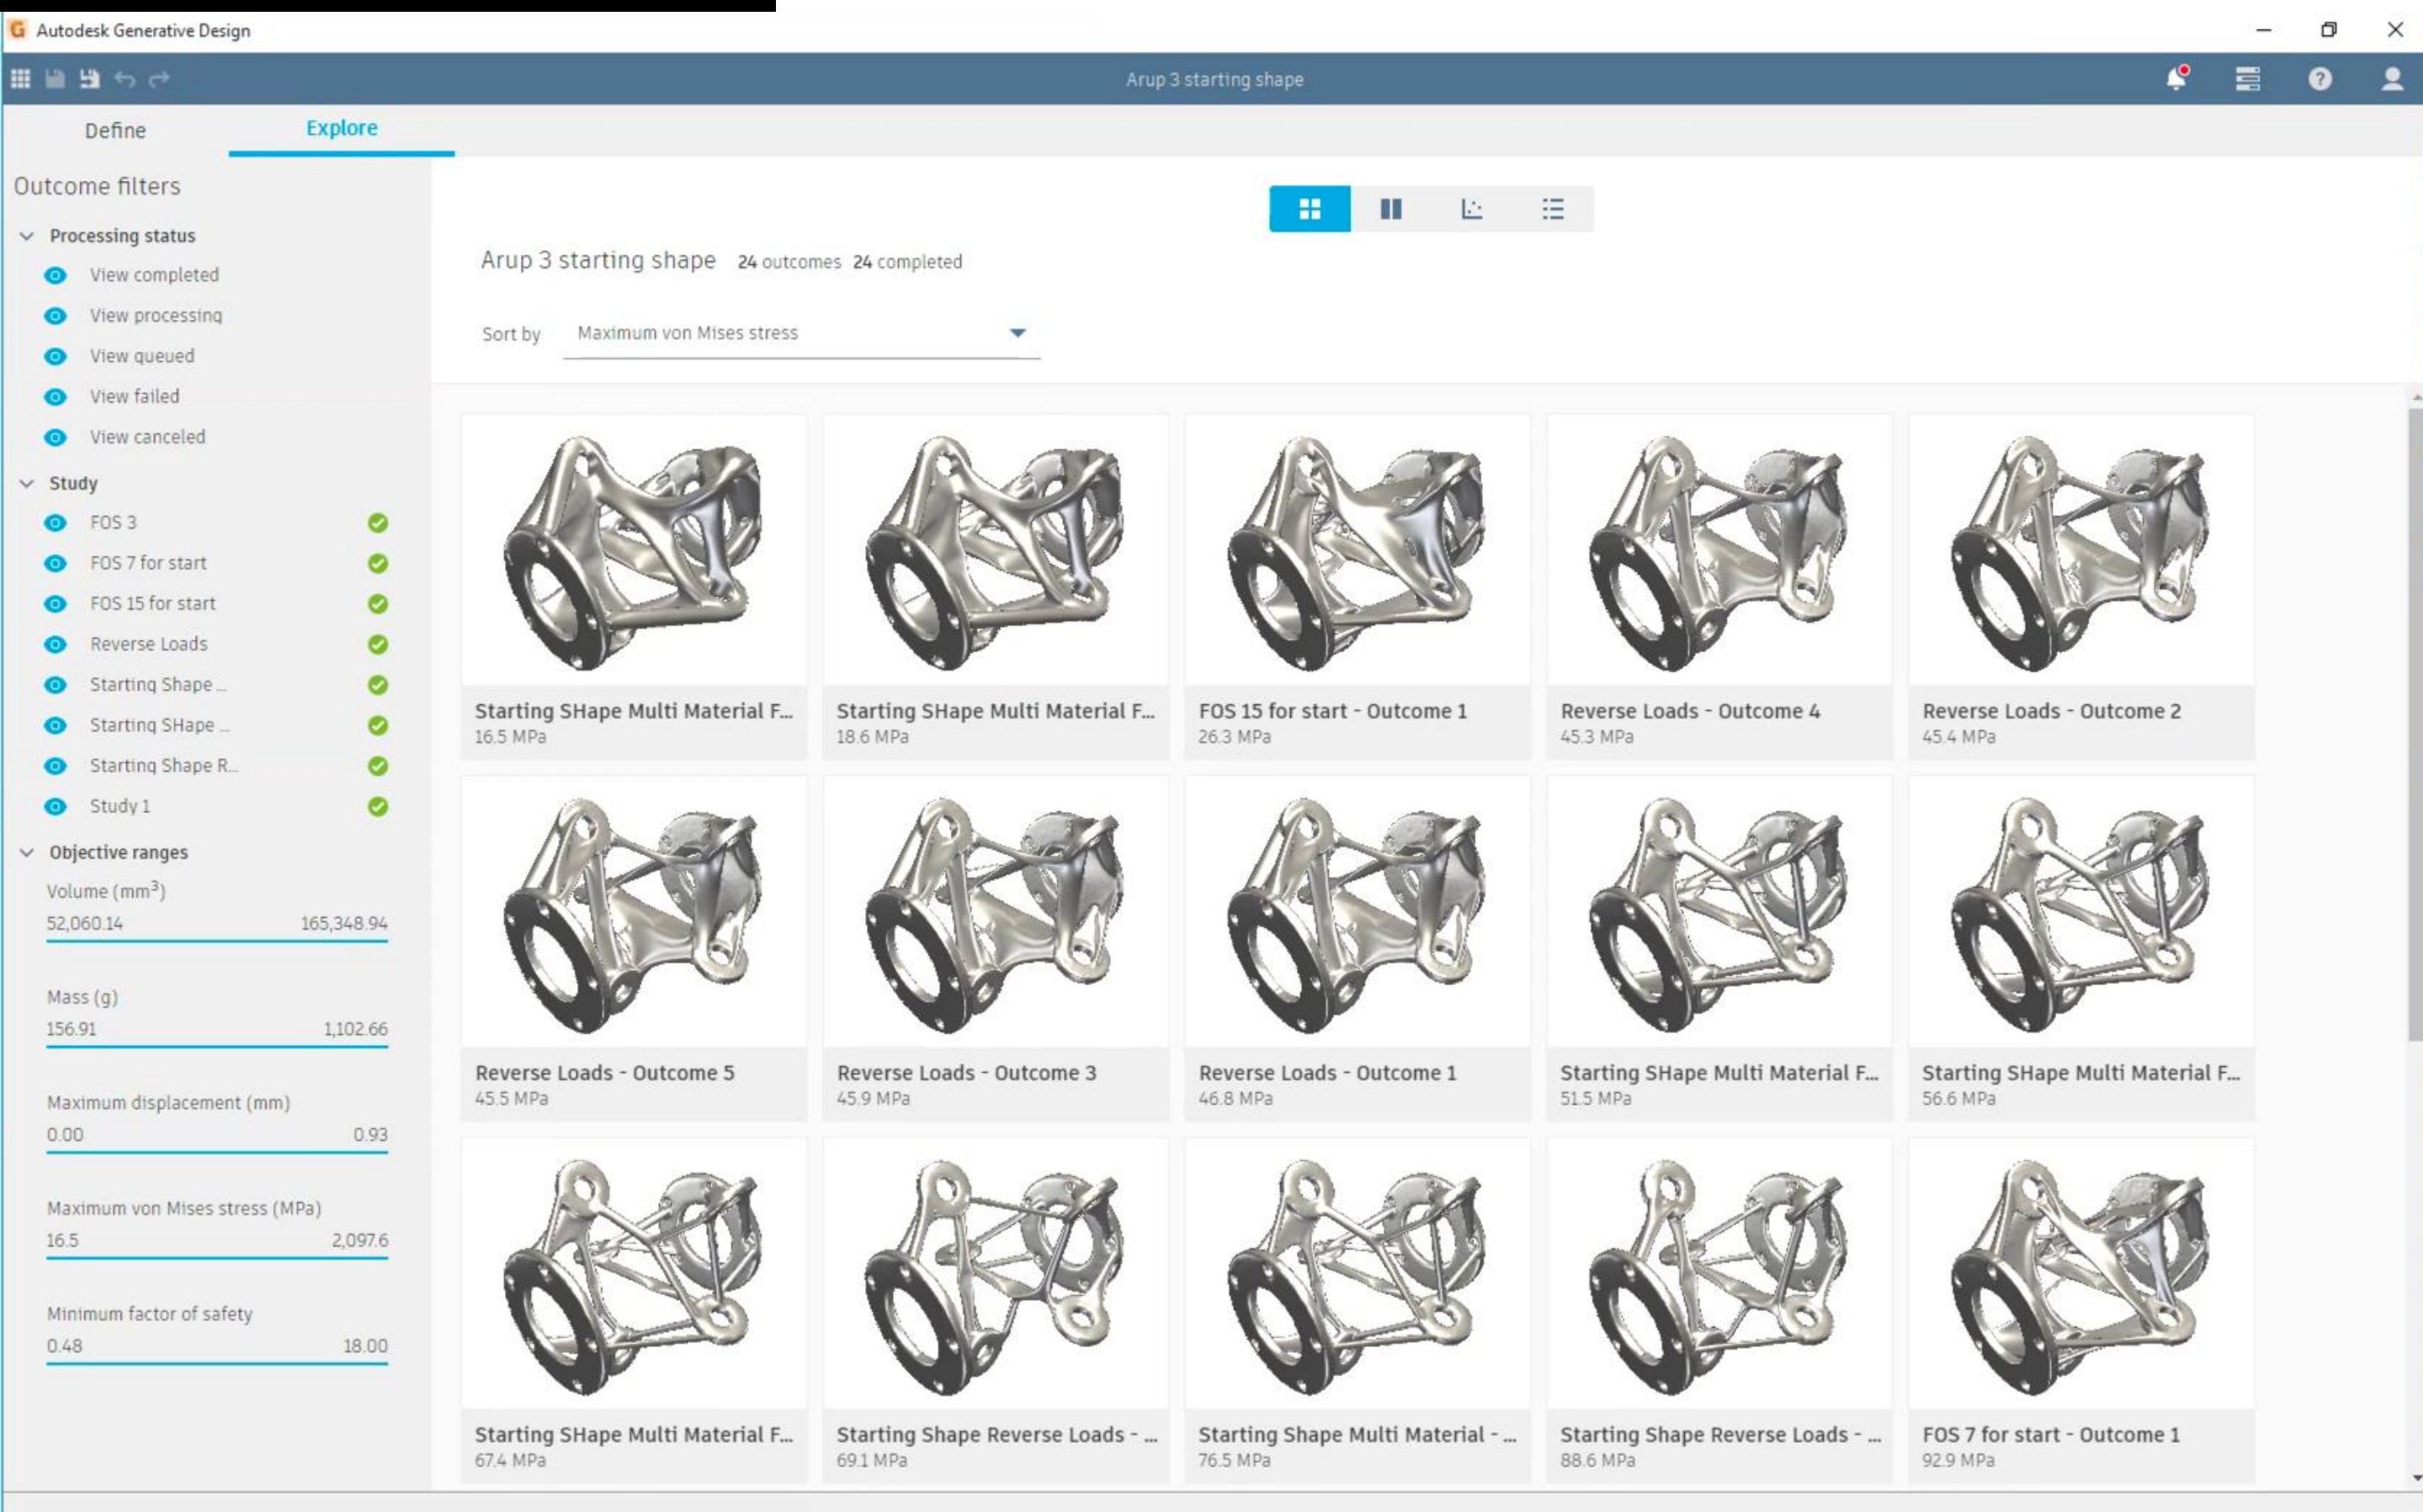 Autodesk Generative Design
Arup 3 starting shape
Define
Explore
Outcome filters
Processing status
View completed
View processing
View queued
View failed
View canceled
Study
FOS 3
FOS 7 for start
FOS 15 for start
Reverse Loads
Starting Shape ...
Starting SHape ...
Starting Shape R...
Study 1
Objective ranges
Volume (mm³)
52,060.14 165,348.94
Mass (g)
156.91 1,102.66
Maximum displacement (mm)
0.00 0.93
Maximum von Mises stress (MPa)
16.5 2,097.6
Minimum factor of safety
0.48 18.00
Arup 3 starting shape 24 outcomes 24 completed
Sort by Maximum von Mises stress
Starting SHape Multi Material F...
16.5 MPa
Starting SHape Multi Material F...
18.6 MPa
FOS 15 for start - Outcome 1
26.3 MPa
Reverse Loads - Outcome 4
45.3 MPa
Reverse Loads - Outcome 2
45.4 MPa
Reverse Loads - Outcome 5
45.5 MPa
Reverse Loads - Outcome 3
45.9 MPa
Reverse Loads - Outcome 1
46.8 MPa
Starting SHape Multi Material F...
51.5 MPa
Starting SHape Multi Material F...
56.6 MPa
Starting SHape Multi Material F...
67.4 MPa
Starting Shape Reverse Loads - ...
69.1 MPa
Starting Shape Multi Material - ...
76.5 MPa
Starting Shape Reverse Loads - ...
88.6 MPa
FOS 7 for start - Outcome 1
92.9 MPa